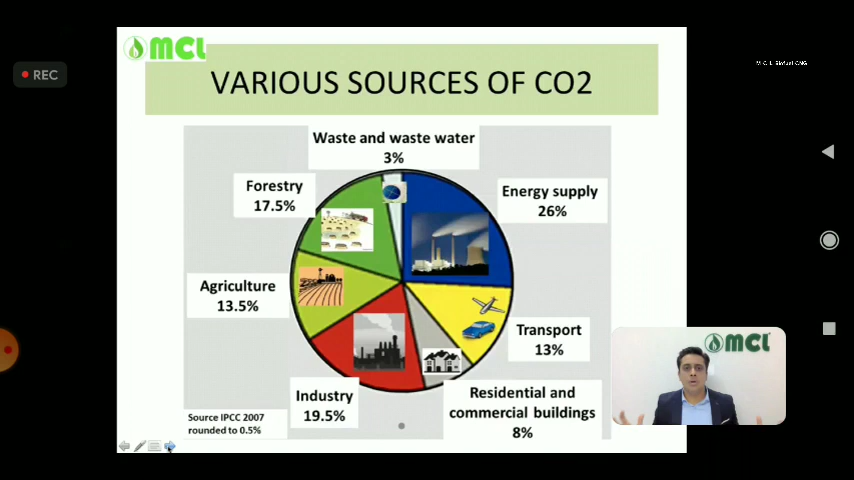 MCL
REC
VARIOUS SOURCES OF CO2
Waste and waste water
3%
Forestry
17.5%
Energy supply
26%
Agriculture
13.5%
Transport
13%
Industry
19.5%
Residential and
commercial buildings
8%
Source IPCC 2007
rounded to 0.5%
MCL